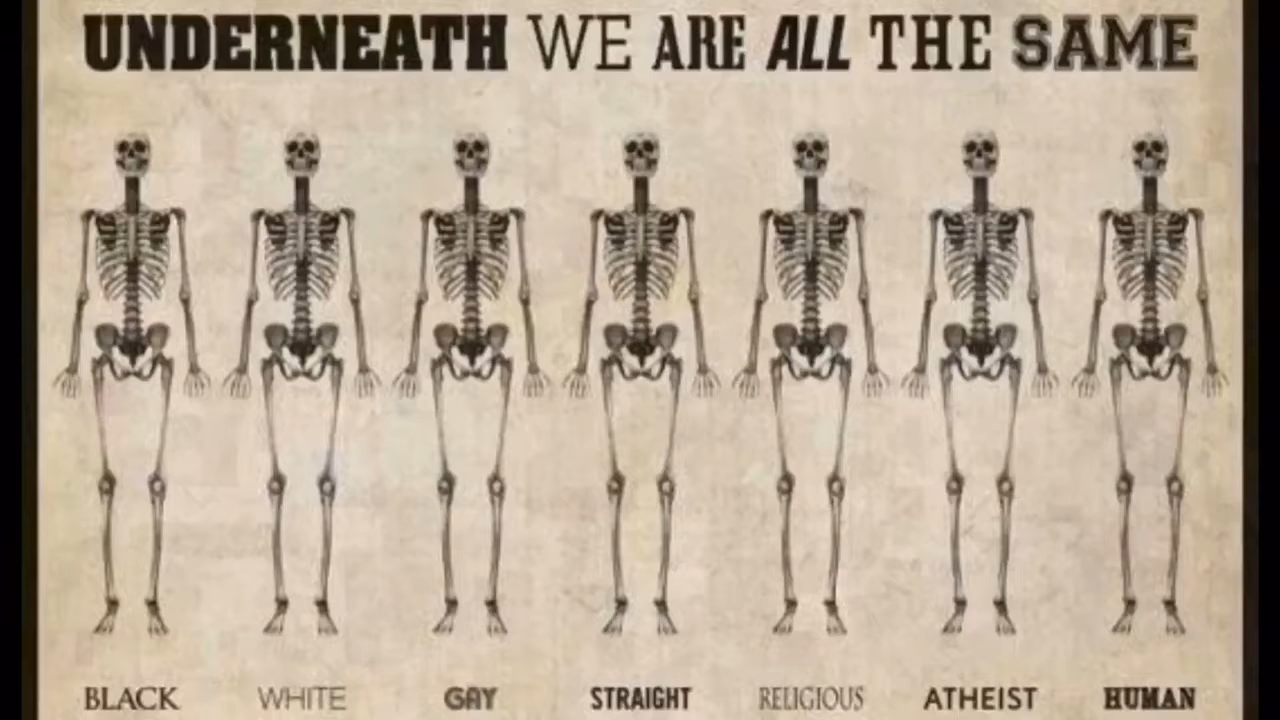 UNDERNEATH WE ARE ALL THE SAME
BLACK WHITE GAY STRAIGHT RELIGIOUS ATHEIST HUMAN